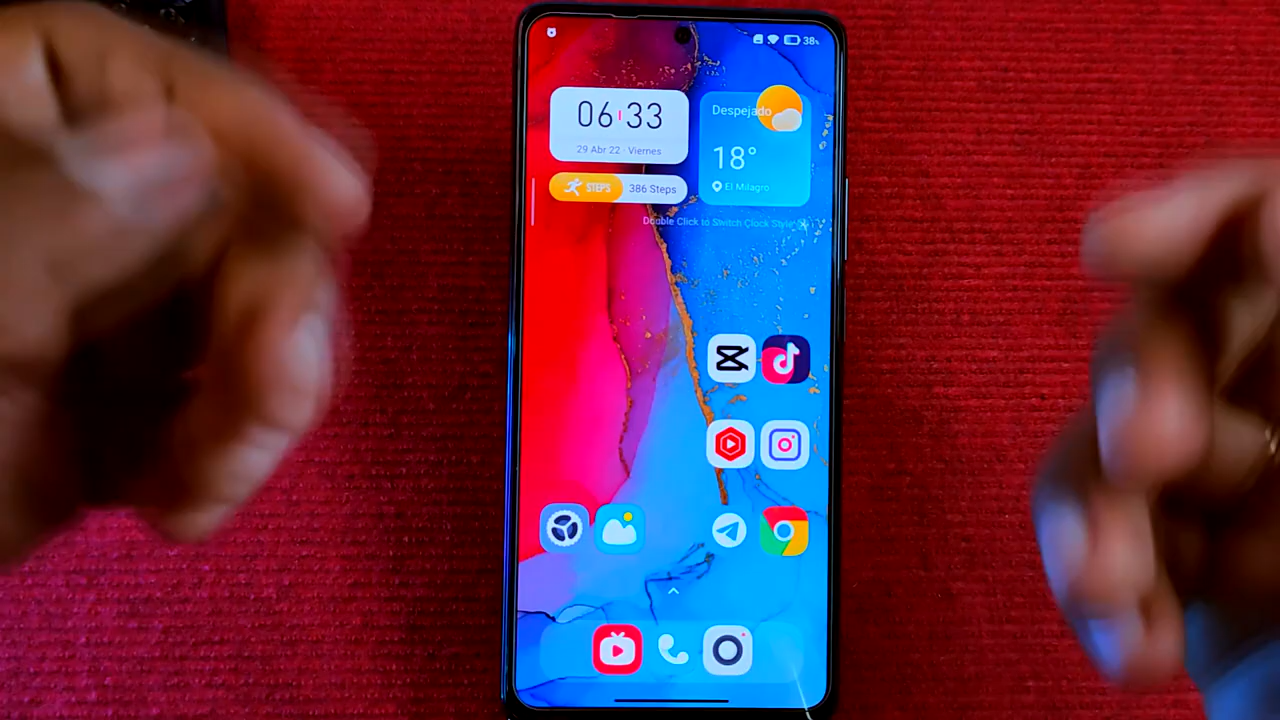 38%
06:33
29 Abr 22 - Viernes
STEPS 386 Steps
Despejado
18°
El Milagro
Double Click to Switch Clock Style